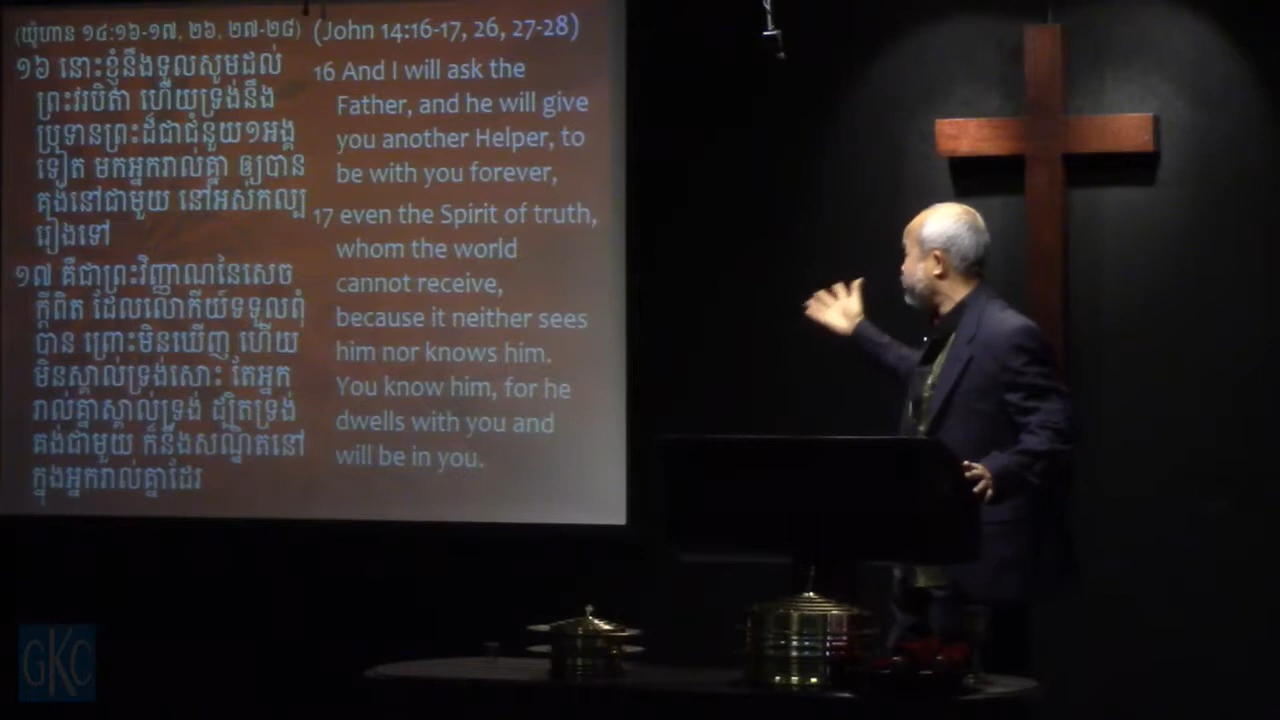 (យ៉ូហាន ១៤:១៦-១៧, ២៦, ២៧-២៨)
១៦ នោះខ្ញុំនឹងទូលសូមដល់
ព្រះវរបិតា ហើយទ្រង់នឹង
ប្រទានព្រះដ៏ជាជំនួយ១អង្គ
ទៀត មកអ្នករាល់គ្នា ឲ្យបាន
គង់នៅជាមួយ នៅអស់កល្ប
រៀងទៅ
១៧ គឺជាព្រះវិញ្ញាណនៃសេច
ក្តីពិត ដែលលោកីយ៍ទទួលពុំ
បាន ព្រោះមិនឃើញ ហើយ
មិនស្គាល់ទ្រង់សោះ តែអ្នក
រាល់គ្នាស្គាល់ទ្រង់ ដ្បិតទ្រង់
គង់ជាមួយ ក៏នឹងសណ្ឋិតនៅ
ក្នុងអ្នករាល់គ្នាដែរ
(John 14:16-17, 26, 27-28)
16 And I will ask the
Father, and he will give
you another Helper, to
be with you forever,
17 even the Spirit of truth,
whom the world
cannot receive,
because it neither sees
him nor knows him.
You know him, for he
dwells with you and
will be in you.
GKC